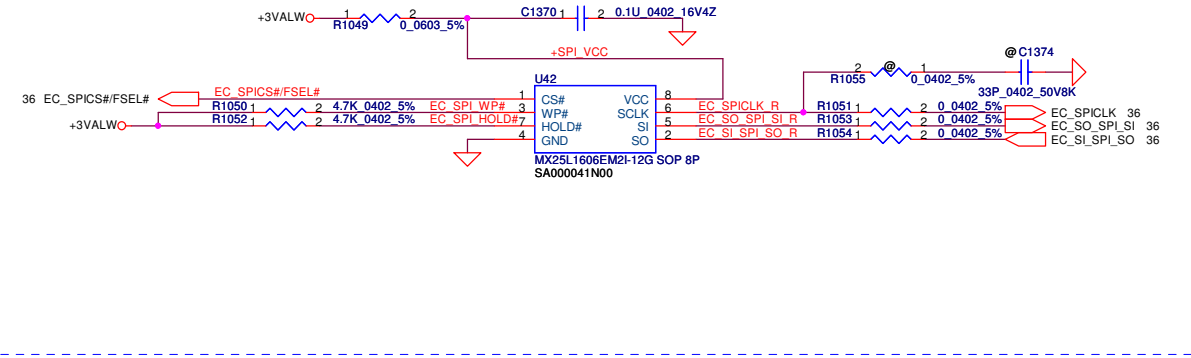 +3VALW 1 2 C1370 1 2 0.1U_0402_16V4Z
R1049 0_0603_5%
+SPI_VCC @ C1374
2 @ 1
R1055 0_0402_5%
33P_0402_50V8K
U42
36 EC_SPICS#/FSEL# EC_SPICS#/FSEL# 1 CS# VCC 8
R1050 1 2 4.7K_0402_5% EC_SPI_WP# 3 WP# SCLK 6 EC_SPICLK_R R1051 1 2 0_0402_5% EC_SPICLK 36
+3VALW R1052 1 2 4.7K_0402_5% EC_SPI_HOLD# 7 HOLD# SI 5 EC_SO_SPI_SI_R R1053 1 2 0_0402_5% EC_SO_SPI_SI 36
4 GND SO 2 EC_SI_SPI_SO_R R1054 1 2 0_0402_5% EC_SI_SPI_SO 36
MX25L1606EM2I-12G SOP 8P
SA000041N00